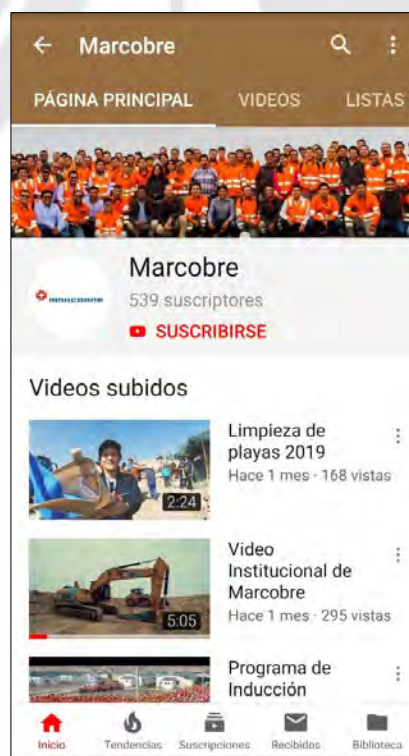 Marcobre
PÁGINA PRINCIPAL VIDEOS LISTAS
MARCOBRE
Marcobre
539 suscriptores
SUSCRIBIRSE
Videos subidos
Limpieza de
playas 2019
Hace 1 mes · 168 vistas
2:24
Video
Institucional de
Marcobre
Hace 1 mes · 295 vistas
5:05
Programa de
Inducción
Inicio Tendencias Suscripciones Recibidos Biblioteca